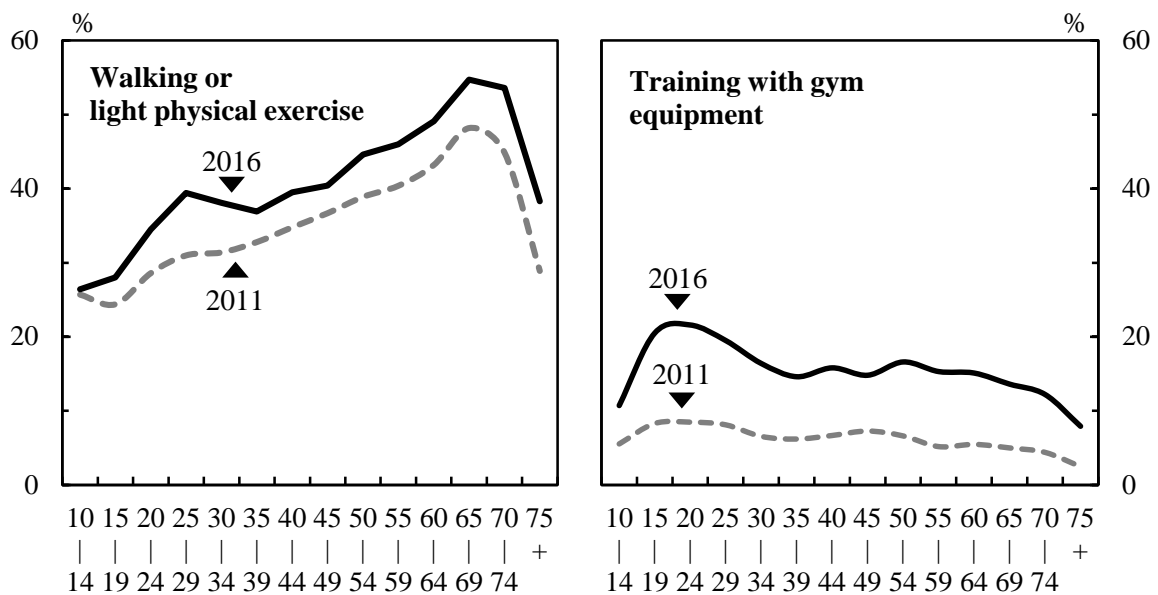 % %
60 60
Walking or
light physical exercise
Training with gym
equipment
2016
40 40
2011
2016
20 20
2011
0 0
10 15 20 25 30 35 40 45 50 55 60 65 70 75
| | | | | | | | | | | | | +
14 19 24 29 34 39 44 49 54 59 64 69 74
10 15 20 25 30 35 40 45 50 55 60 65 70 75
| | | | | | | | | | | | | +
14 19 24 29 34 39 44 49 54 59 64 69 74